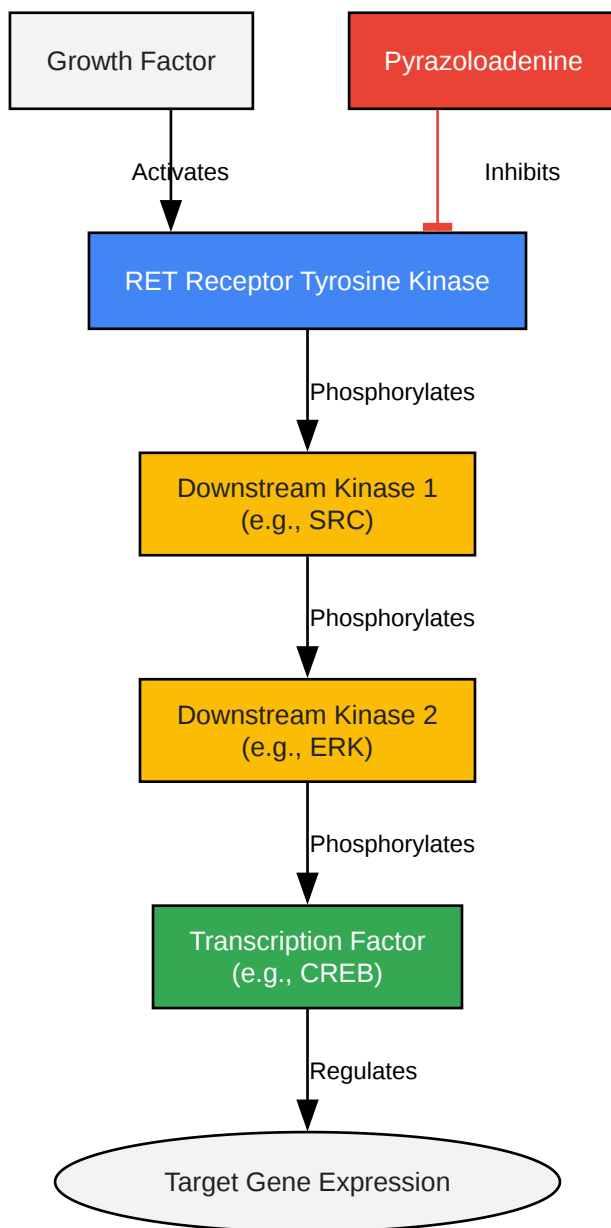 Growth Factor
Pyrazoloadenine
Activates
Inhibits
RET Receptor Tyrosine Kinase
Phosphorylates
Downstream Kinase 1
(e.g., SRC)
Phosphorylates
Downstream Kinase 2
(e.g., ERK)
Phosphorylates
Transcription Factor
(e.g., CREB)
Regulates
Target Gene Expression